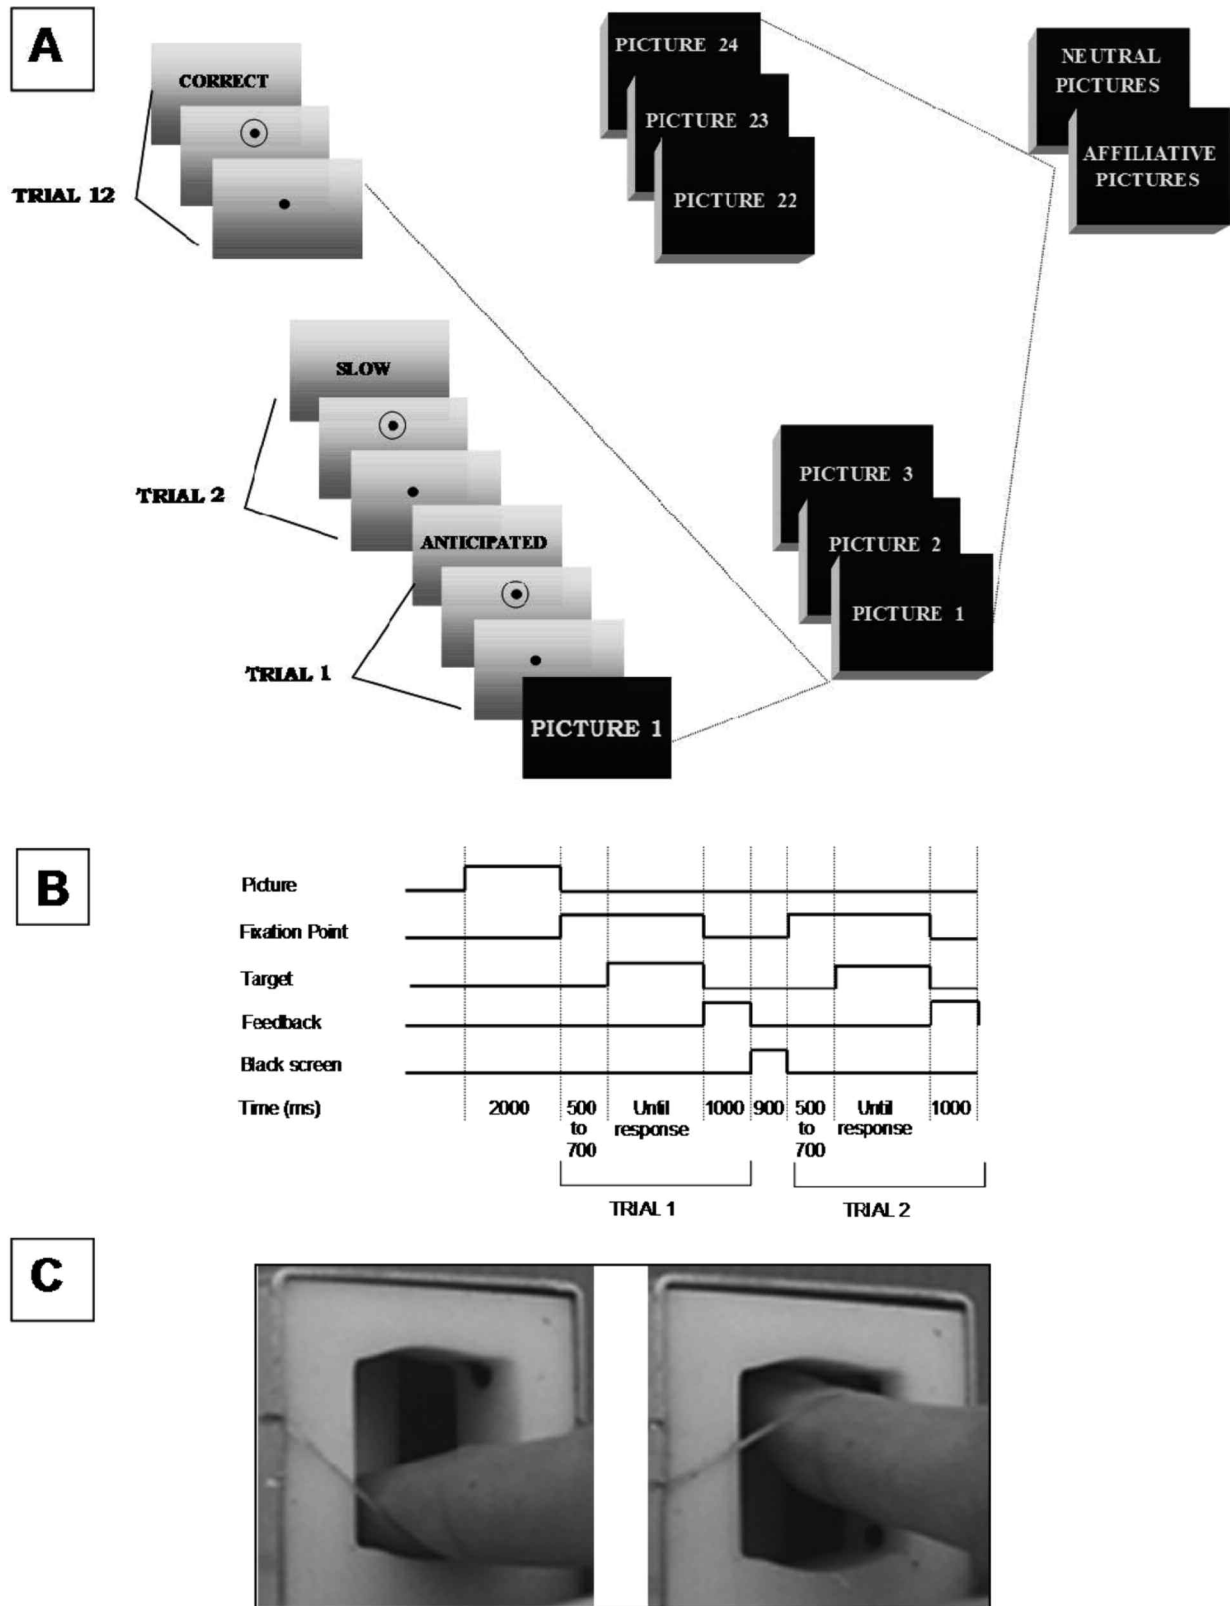 A
CORRECT
TRIAL 12
SLOW
TRIAL 2
ANTICIPATED
TRIAL 1
PICTURE 1
PICTURE 24
PICTURE 23
PICTURE 22
NEUTRAL
PICTURES
AFFILIATIVE
PICTURES
PICTURE 3
PICTURE 2
PICTURE 1
B
Picture
Fixation Point
Target
Feedback
Black screen
Time (ms) 2000 500 Until 1000 900 500 Until 1000
to response to response
700 700
TRIAL 1 TRIAL 2
C